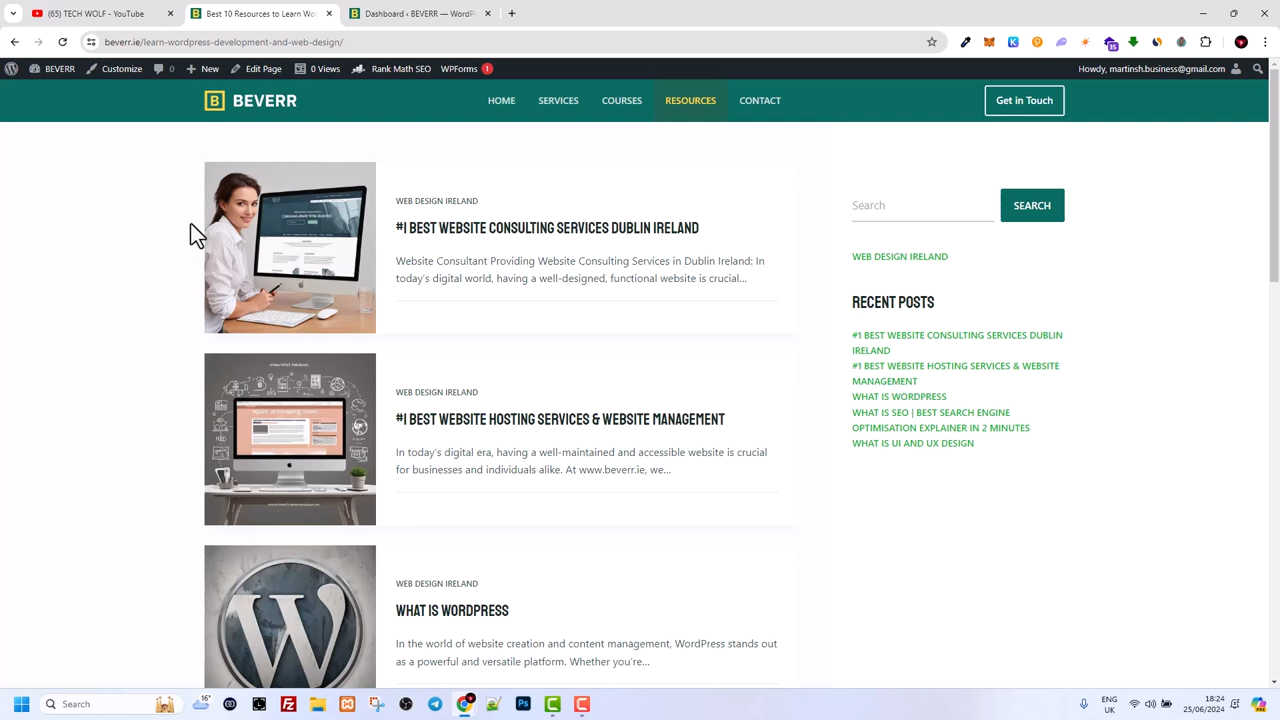 (65) TECH WOLF - YouTube
Best 10 Resources to Learn Wo
Dashboard ‹ BEVERR — WordP
beverr.ie/learn-wordpress-development-and-web-design/
BEVERR
Customize
0
New
Edit Page
0 Views
Rank Math SEO
WPForms 1
Howdy, martinsh.business@gmail.com
B BEVERR
HOME
SERVICES
COURSES
RESOURCES
CONTACT
Get in Touch
WEB DESIGN IRELAND
#1 BEST WEBSITE CONSULTING SERVICES DUBLIN IRELAND
Website Consultant Providing Website Consulting Services in Dublin Ireland: In
today's digital world, having a well-designed, functional website is crucial...
WEB DESIGN IRELAND
#1 BEST WEBSITE HOSTING SERVICES & WEBSITE MANAGEMENT
In today's digital era, having a well-maintained and accessible website is crucial
for businesses and individuals alike. At www.beverr.ie, we...
WEB DESIGN IRELAND
WHAT IS WORDPRESS
In the world of website creation and content management, WordPress stands out
as a powerful and versatile platform. Whether you're...
Search
SEARCH
WEB DESIGN IRELAND
RECENT POSTS
#1 BEST WEBSITE CONSULTING SERVICES DUBLIN
IRELAND
#1 BEST WEBSITE HOSTING SERVICES & WEBSITE
MANAGEMENT
WHAT IS WORDPRESS
WHAT IS SEO | BEST SEARCH ENGINE
OPTIMISATION EXPLAINER IN 2 MINUTES
WHAT IS UI AND UX DESIGN
Search
16°
ENG
UK
18:24
25/06/2024